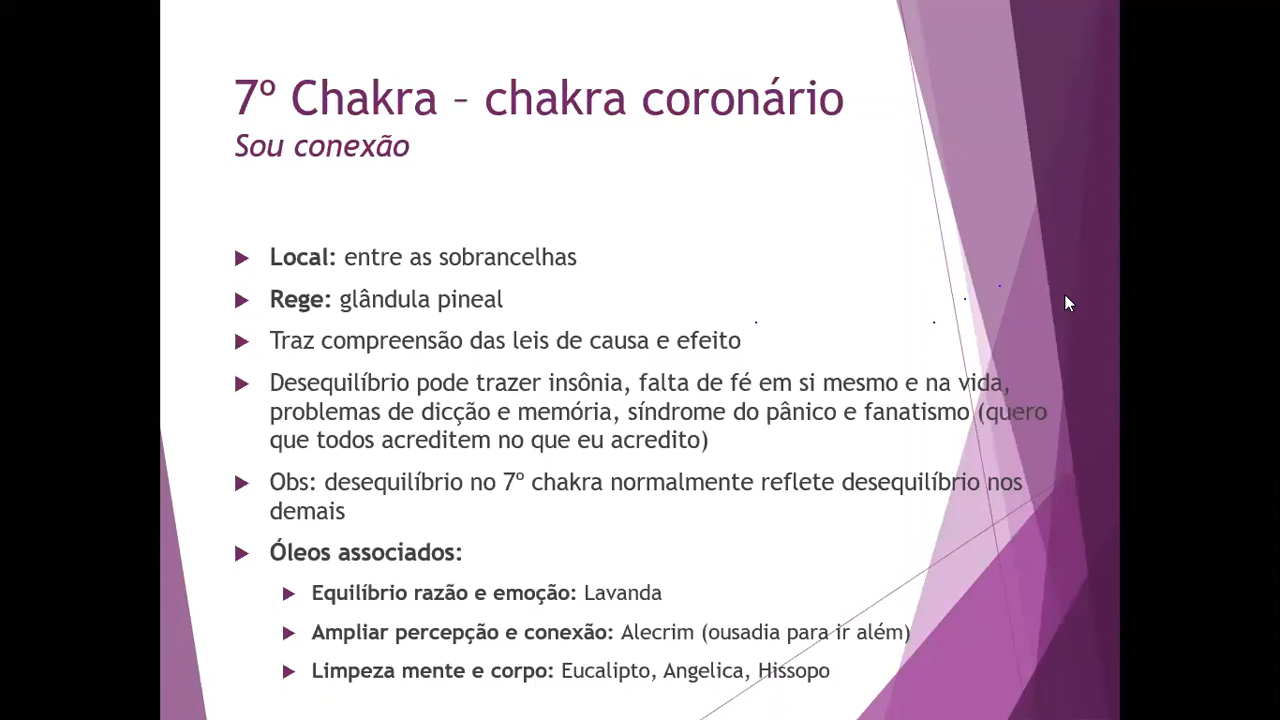 7º Chakra – chakra coronário
Sou conexão
Local: entre as sobrancelhas
Rege: glândula pineal
Traz compreensão das leis de causa e efeito
Desequilíbrio pode trazer insônia, falta de fé em si mesmo e na vida,
problemas de dicção e memória, síndrome do pânico e fanatismo (quero
que todos acreditem no que eu acredito)
Obs: desequilíbrio no 7º chakra normalmente reflete desequilíbrio nos
demais
Óleos associados:
Equilíbrio razão e emoção: Lavanda
Ampliar percepção e conexão: Alecrim (ousadia para ir além)
Limpeza mente e corpo: Eucalipto, Angelica, Hissopo